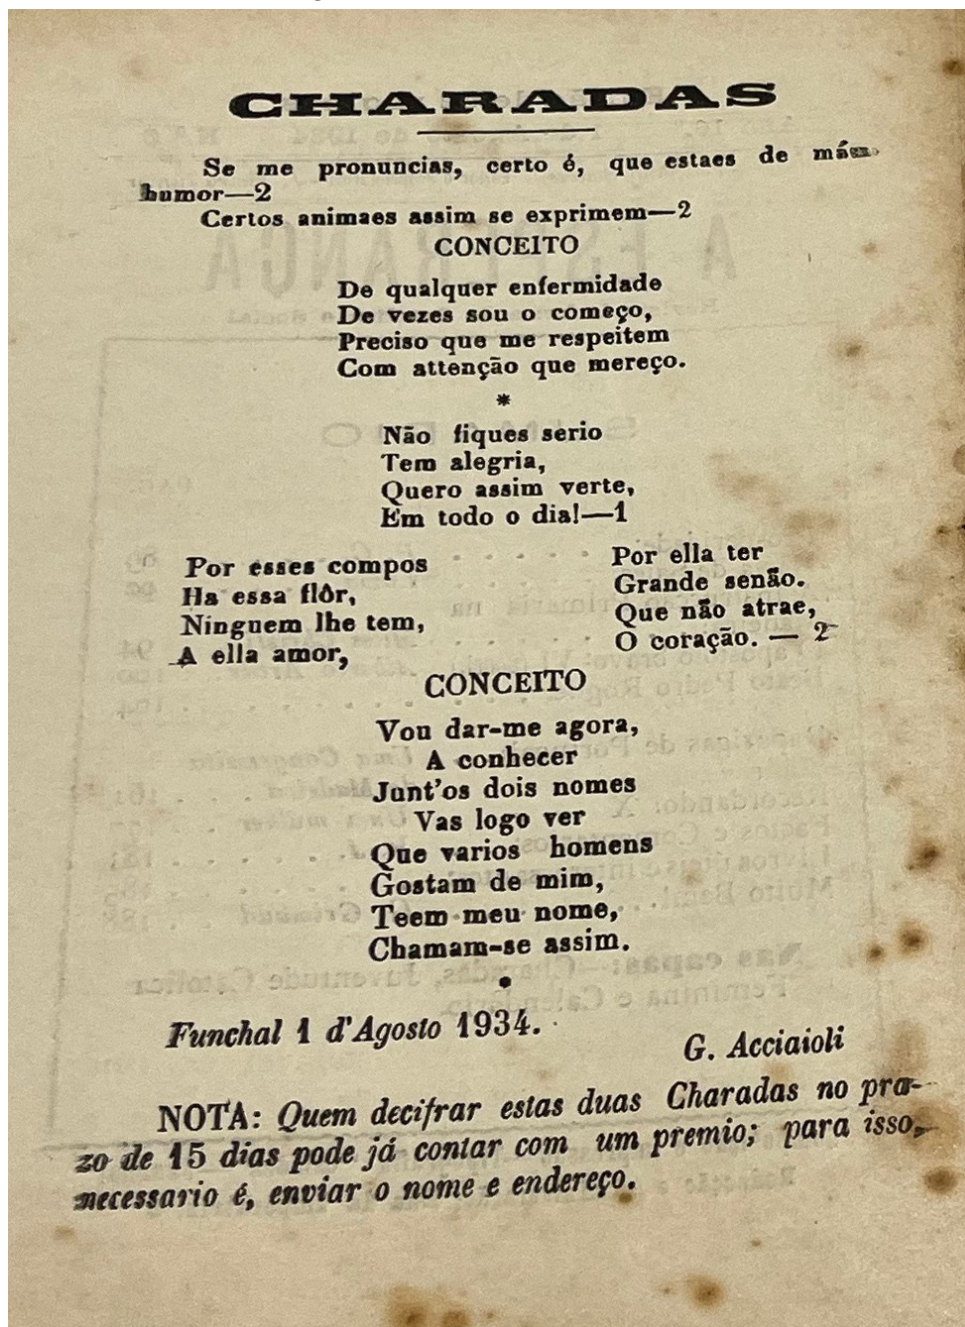 CHARADAS
Se me pronuncias, certo é, que estaes de máu
humor—2
Certos animaes assim se exprimem—2
CONCEITO
De qualquer enfermidade
De vezes sou o começo,
Preciso que me respeitem
Com attenção que mereço.
*
Não fiques serio
Tem alegria,
Quero assim verte,
Em todo o dia!—1
Por esses compos
Ha essa flôr,
Ninguem lhe tem,
A ella amor,
Por ella ter
Grande senão.
Que não atrae,
O coração. — 2
CONCEITO
Vou dar-me agora,
A conhecer
Junt'os dois nomes
Vas logo ver
Que varios homens
Gostam de mim,
Teem meu nome,
Chamam-se assim.
Funchal 1 d'Agosto 1934.
G. Acciaioli
NOTA: Quem decifrar estas duas Charadas no pra-
zo de 15 dias pode já contar com um premio; para isso,
necessario é, enviar o nome e endereço.